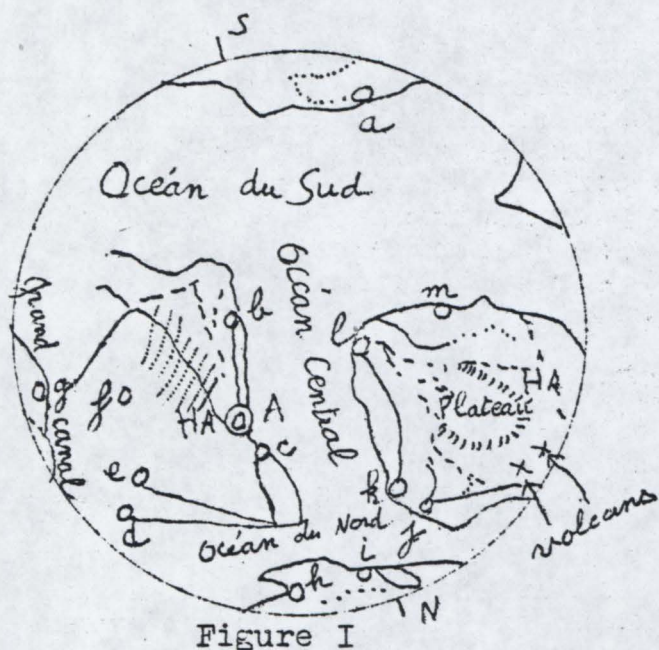 S
a
Océan du Sud
Océan Central
grand canal
b
m
l
g
f
HA
A
HA
Plateau
c
e
d
k
j
Océan du Nord
volcans
i
h
N
Figure I